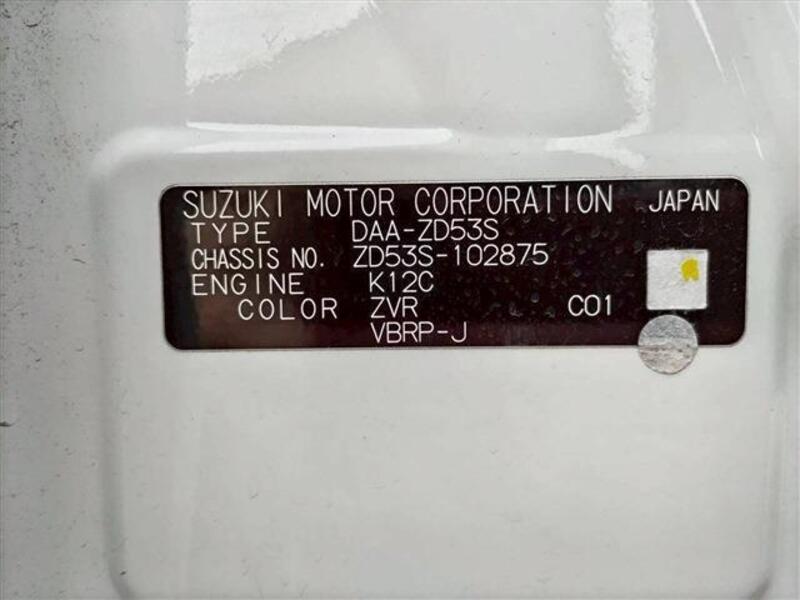 SUZUKI MOTOR CORPORATION JAPAN
TYPE DAA-ZD53S
CHASSIS NO. ZD53S-102875
ENGINE K12C
COLOR ZVR C01
VBRP-J